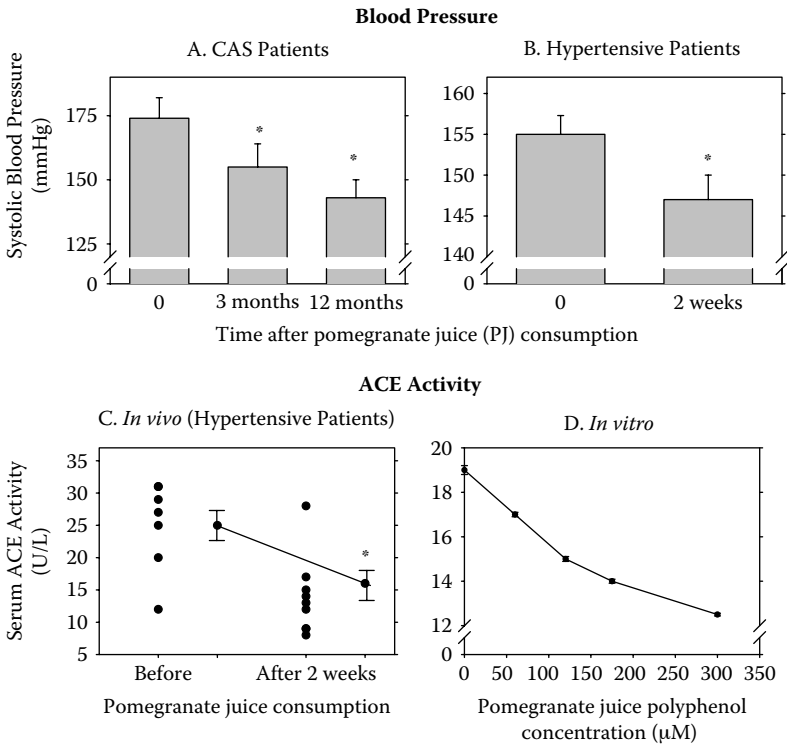 Blood Pressure
A. CAS Patients
B. Hypertensive Patients
Systolic Blood Pressure
(mmHg)
175
150
125
0
*
*
0
3 months
12 months
160
155
150
145
140
0
*
0
2 weeks
Time after pomegranate juice (PJ) consumption
ACE Activity
C. In vivo (Hypertensive Patients)
D. In vitro
Serum ACE Activity
(U/L)
35
30
25
20
15
10
5
*
Before
After 2 weeks
Pomegranate juice consumption
20
18
16
14
12
0
0 50 100 150 200 250 300 350
Pomegranate juice polyphenol
concentration (μM)